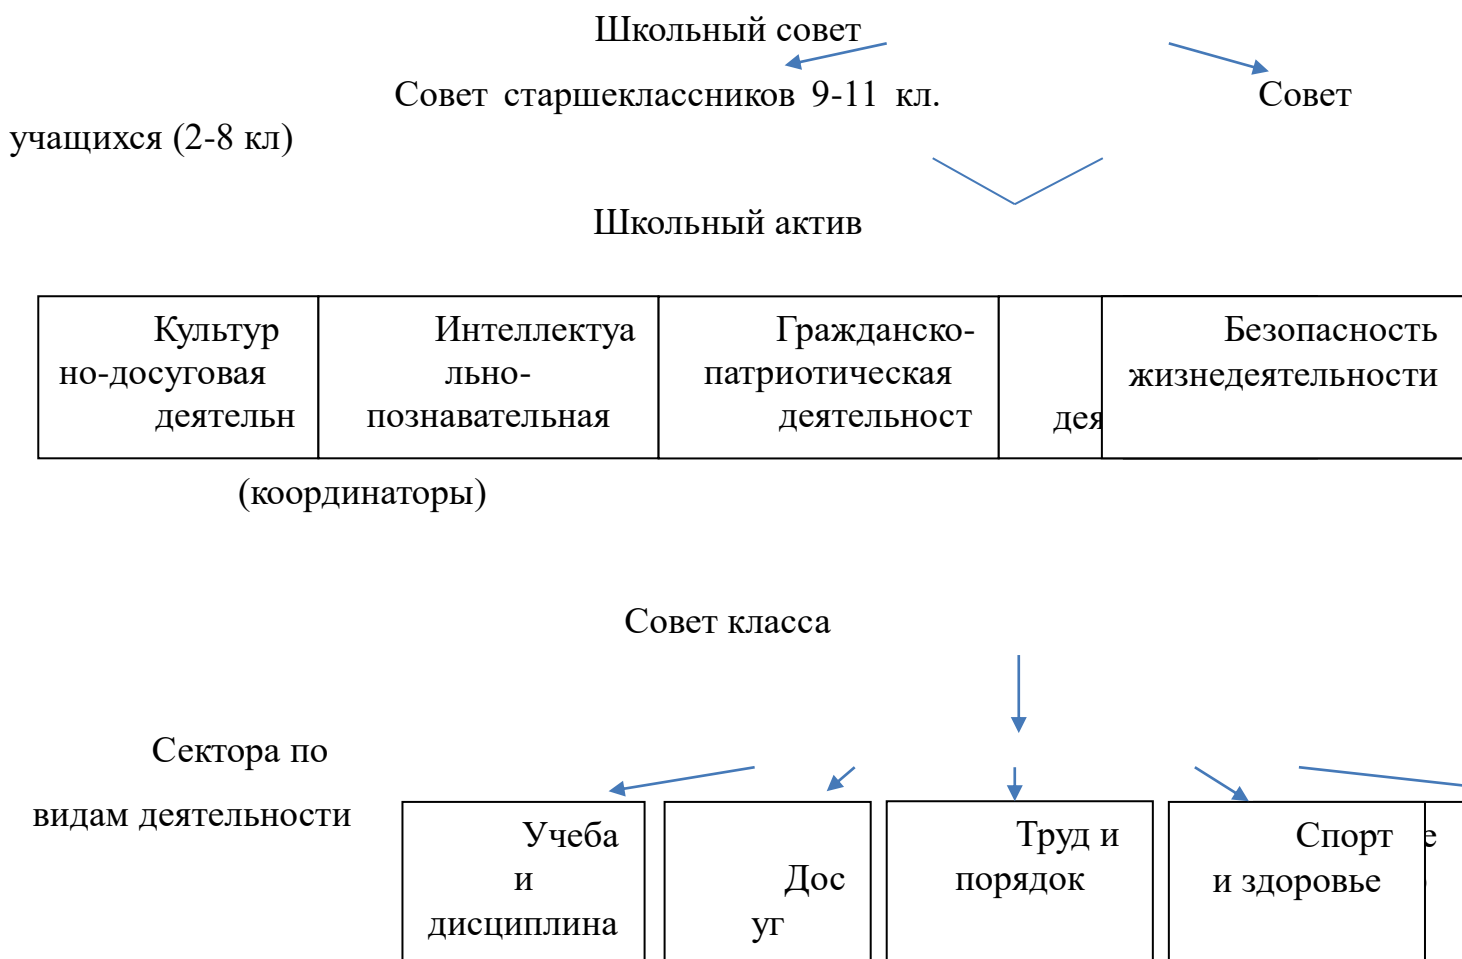 Школьный совет
Совет старшеклассников 9-11 кл. Совет
учащихся (2-8 кл)
Школьный актив
Культур
но-досуговая
деятельн
Интеллектуа
льно-
познавательная
Гражданско-
патриотическая
деятельност
дея
Безопасность
жизнедеятельности
(координаторы)
Совет класса
Сектора по
видам деятельности
Учеба
и
дисциплина
Дос
уг
Труд и
порядок
Спорт
и здоровье
е